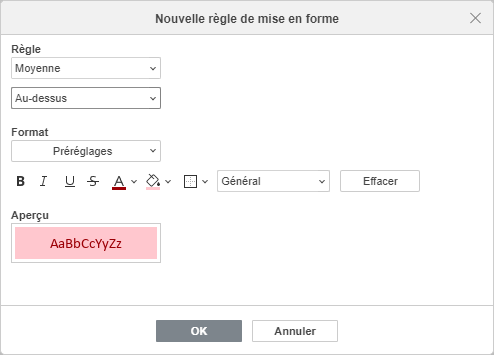 Nouvelle règle de mise en forme
Règle
Moyenne
Au-dessus
Format
Préréglages
B I U S A Général Effacer
Aperçu
AaBbCcYyZz
OK Annuler